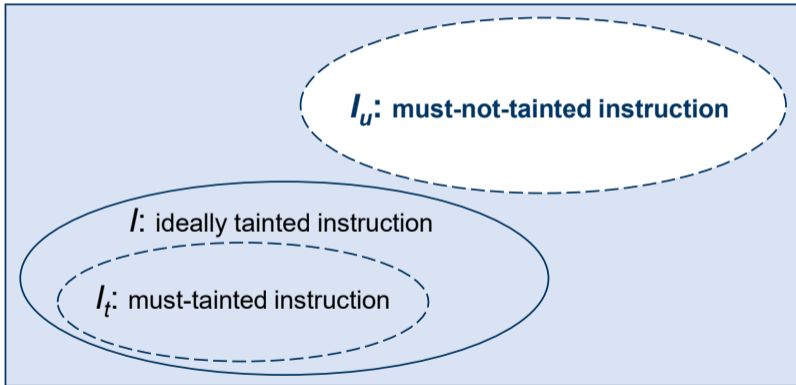 Iu: must-not-tainted instruction
I: ideally tainted instruction
It: must-tainted instruction